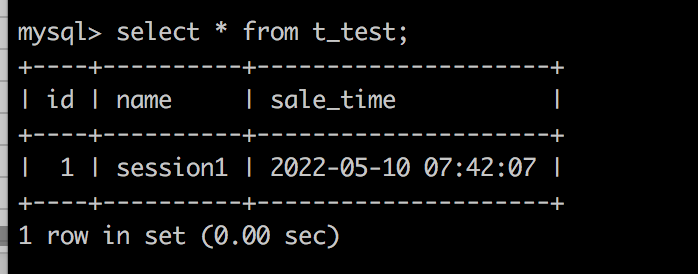 mysql> select * from t_test;
+----+----------+---------------------+
| id | name     | sale_time           |
+----+----------+---------------------+
|  1 | session1 | 2022-05-10 07:42:07 |
+----+----------+---------------------+
1 row in set (0.00 sec)